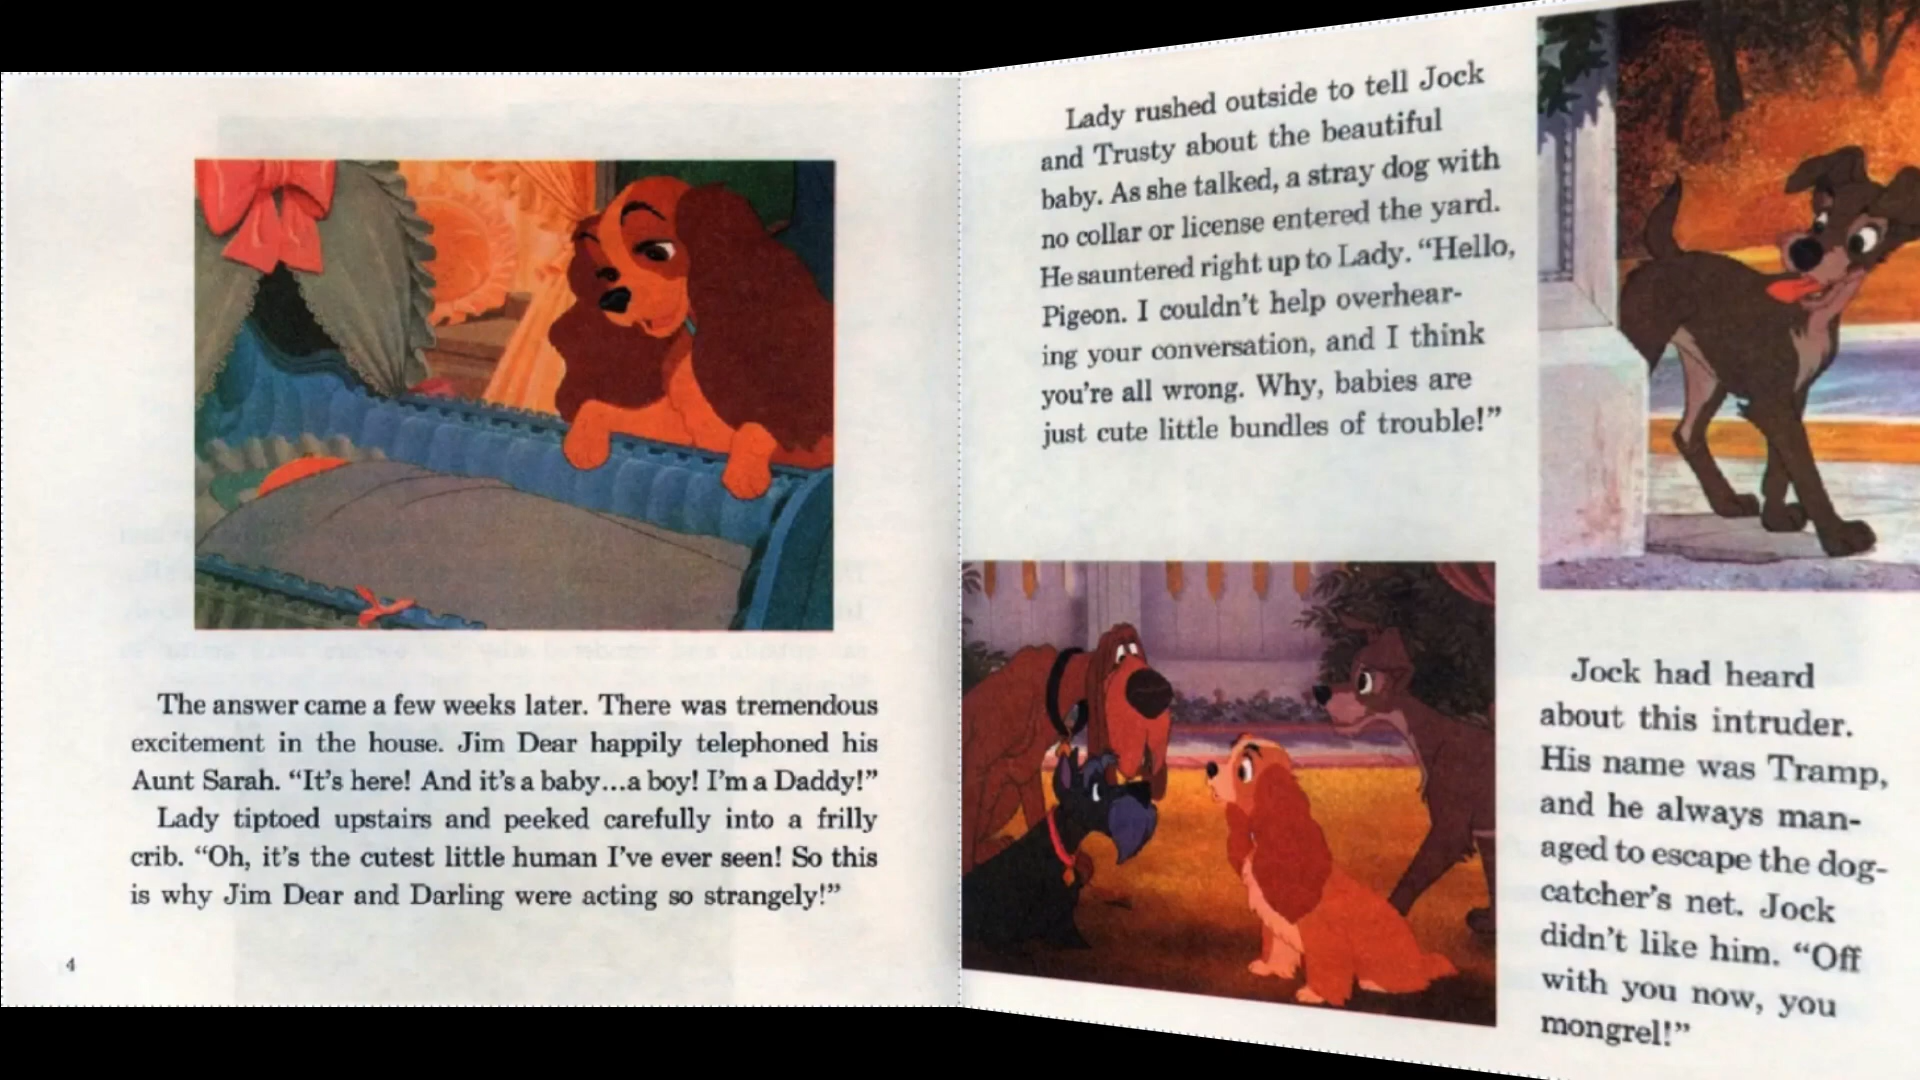 The answer came a few weeks later. There was tremendous
excitement in the house. Jim Dear happily telephoned his
Aunt Sarah. “It’s here! And it’s a baby...a boy! I’m a Daddy!”
Lady tiptoed upstairs and peeked carefully into a frilly
crib. “Oh, it’s the cutest little human I’ve ever seen! So this
is why Jim Dear and Darling were acting so strangely!”
4
Lady rushed outside to tell Jock
and Trusty about the beautiful
baby. As she talked, a stray dog with
no collar or license entered the yard.
He sauntered right up to Lady. “Hello,
Pigeon. I couldn’t help overhear-
ing your conversation, and I think
you’re all wrong. Why, babies are
just cute little bundles of trouble!”
Jock had heard
about this intruder.
His name was Tramp,
and he always man-
aged to escape the dog-
catcher’s net. Jock
didn’t like him. “Off
with you now, you
mongrel!”